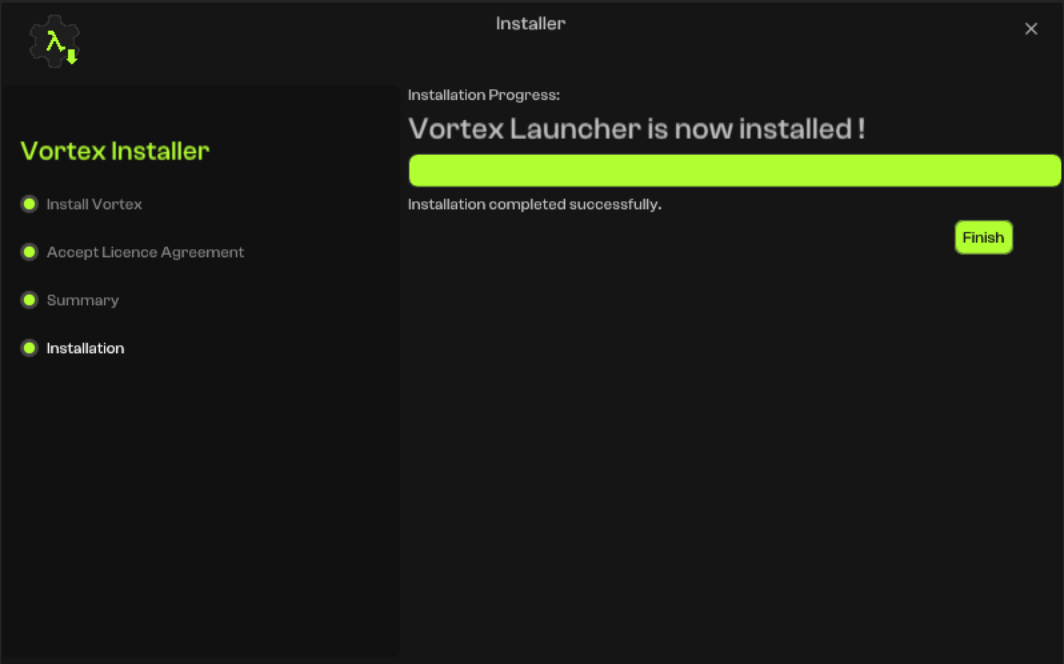 Installer
Vortex Installer
Install Vortex
Accept Licence Agreement
Summary
Installation
Installation Progress:
Vortex Launcher is now installed !
Installation completed successfully.
Finish